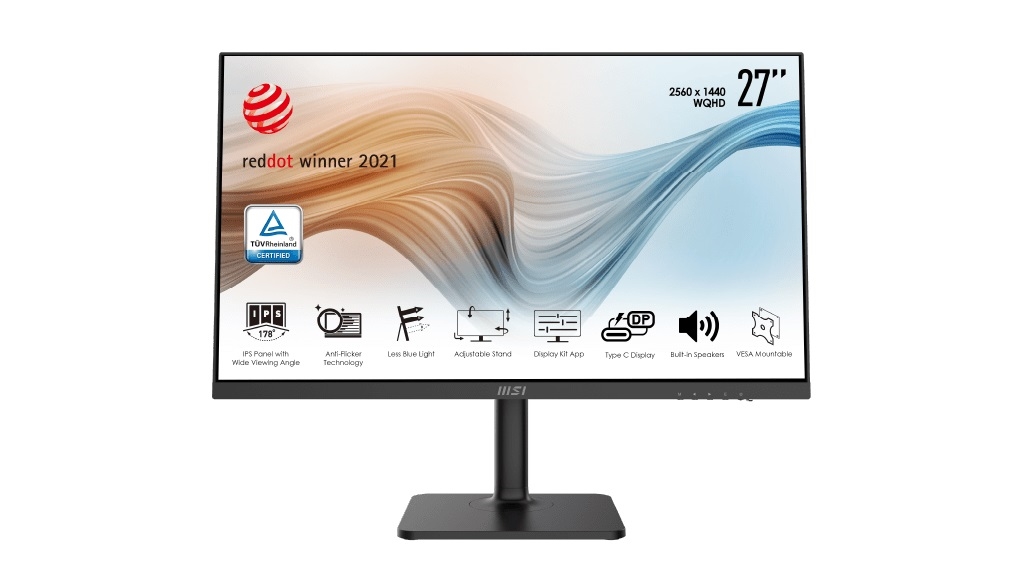 2560 x 1440
WQHD
27”
reddot winner 2021
TÜVRheinland®
CERTIFIED
IPS
178°
DP
IPS Panel with
Wide Viewing Angle
Anti-Flicker
Technology
Less Blue Light
Adjustable Stand
Display Kit App
Type C Display
Built-in Speakers
VESA Mountable
MSI